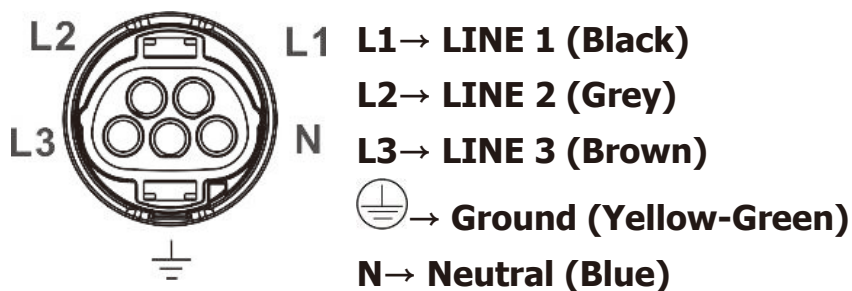 L2
L1
L3
N
L1→ LINE 1 (Black)
L2→ LINE 2 (Grey)
L3→ LINE 3 (Brown)
→ Ground (Yellow-Green)
N→ Neutral (Blue)